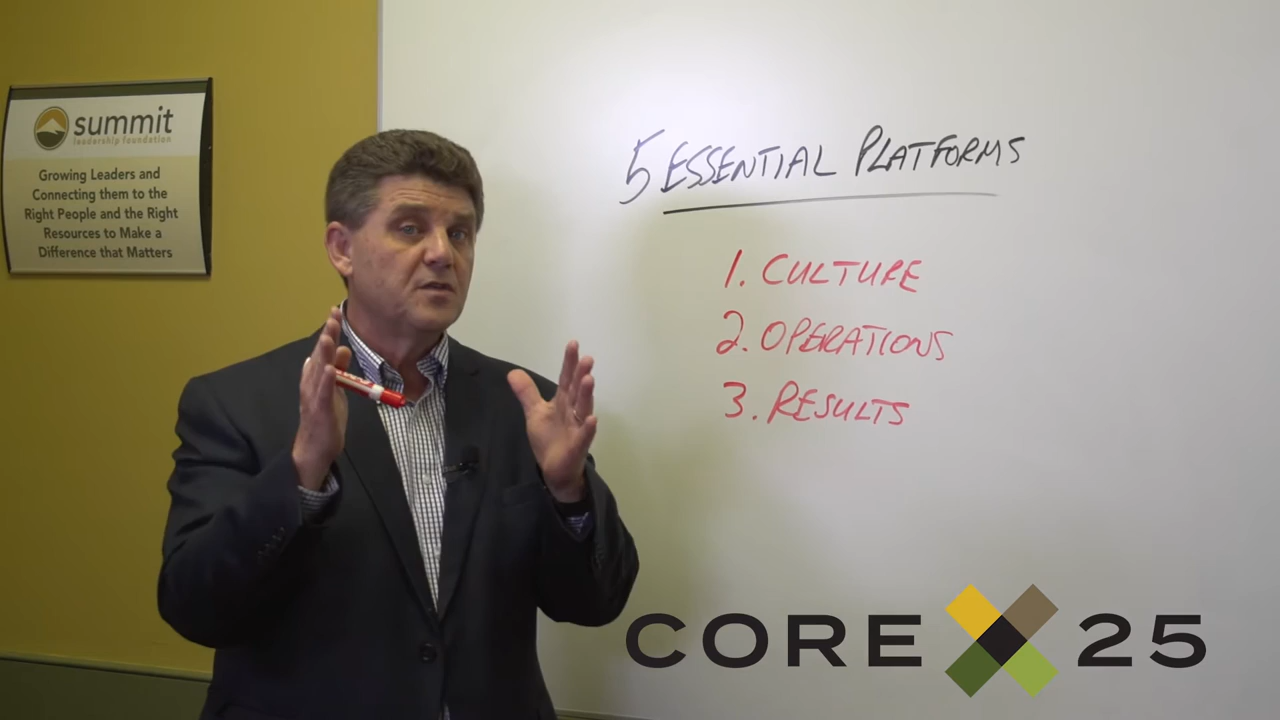 summit
leadership foundation
Growing Leaders and
Connecting them to the
Right People and the Right
Resources to Make a
Difference that Matters
5 ESSENTIAL PLATFORMS
1. CULTURE
2. OPERATIONS
3. RESULTS
CORE X 25